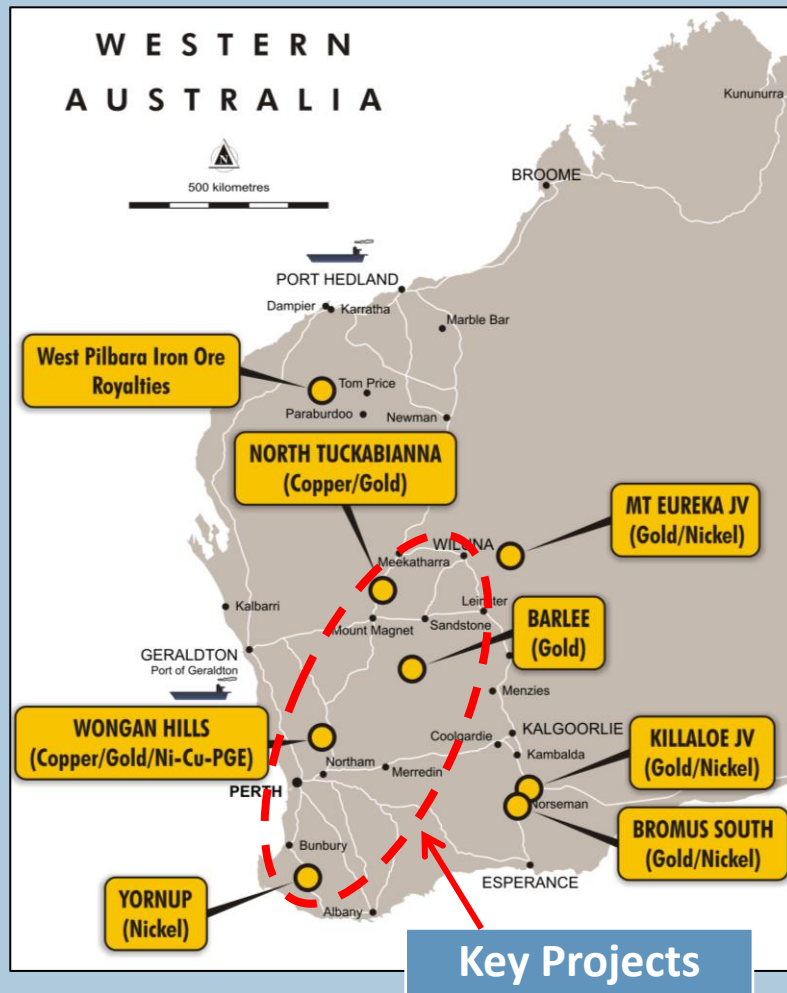 WESTERN
AUSTRALIA
N
500 kilometres
Kununurra
BROOME
PORT HEDLAND
Dampier
Karratha
Marble Bar
West Pilbara Iron Ore
Royalties
Tom Price
Paraburdoo
Newman
NORTH TUCKABIANNA
(Copper/Gold)
MT EUREKA JV
(Gold/Nickel)
WILUNA
Meekatharra
Kalbarri
Leinster
BARLEE
(Gold)
Mount Magnet
Sandstone
GERALDTON
Port of Geraldton
Menzies
WONGAN HILLS
(Copper/Gold/Ni-Cu-PGE)
KALGOORLIE
Coolgardie
Kambalda
KILLALOE JV
(Gold/Nickel)
Northam
Merredin
PERTH
Norseman
BROMUS SOUTH
(Gold/Nickel)
Bunbury
ESPERANCE
YORNUP
(Nickel)
Albany
Key Projects